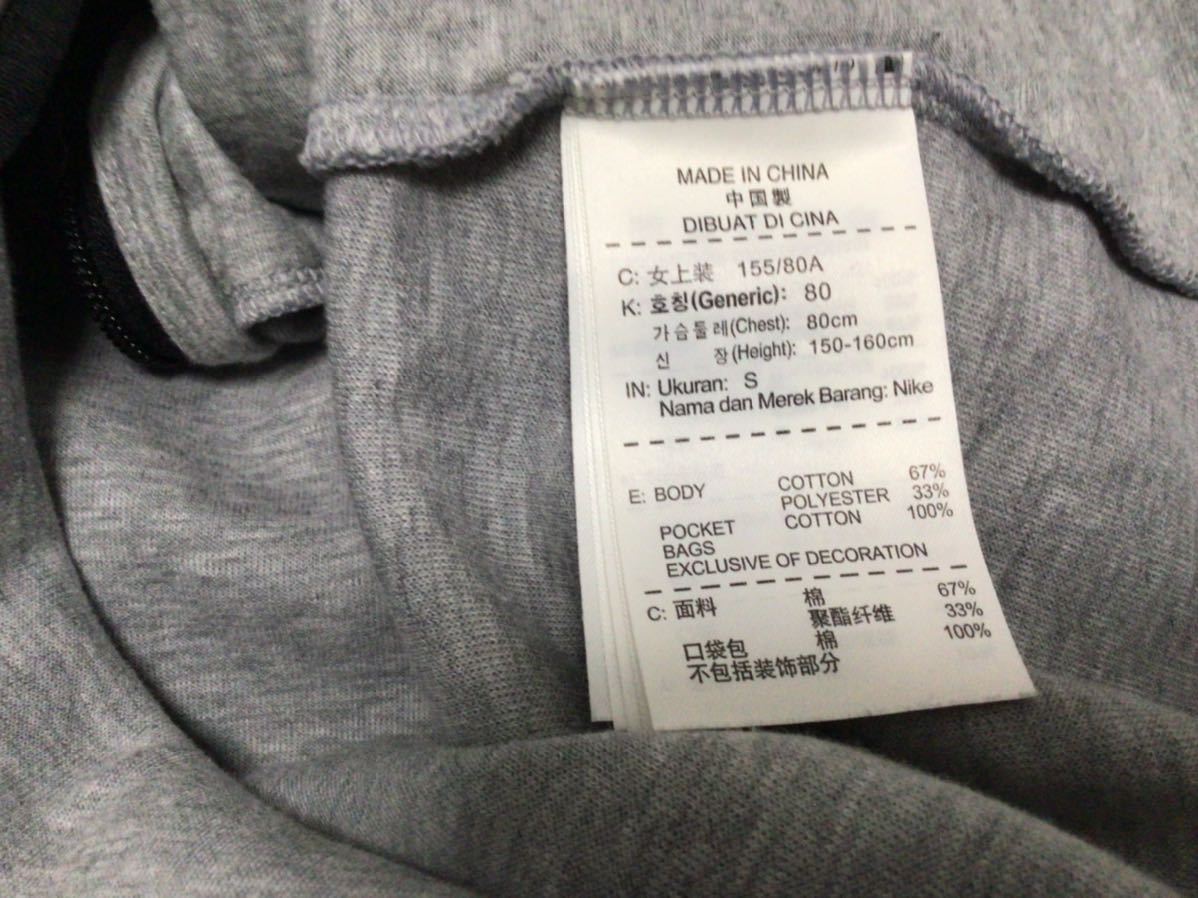 MADE IN CHINA
中国製
DIBUAT DI CINA
C: 女上装 155/80A
K: 호칭(Generic): 80
가슴둘레(Chest): 80cm
신 장(Height): 150-160cm
IN: Ukuran: S
Nama dan Merek Barang: Nike
E: BODY COTTON 67%
POLYESTER 33%
POCKET COTTON 100%
BAGS
EXCLUSIVE OF DECORATION
C: 面料 棉 67%
聚酯纤维 33%
口袋包 棉 100%
不包括装饰部分